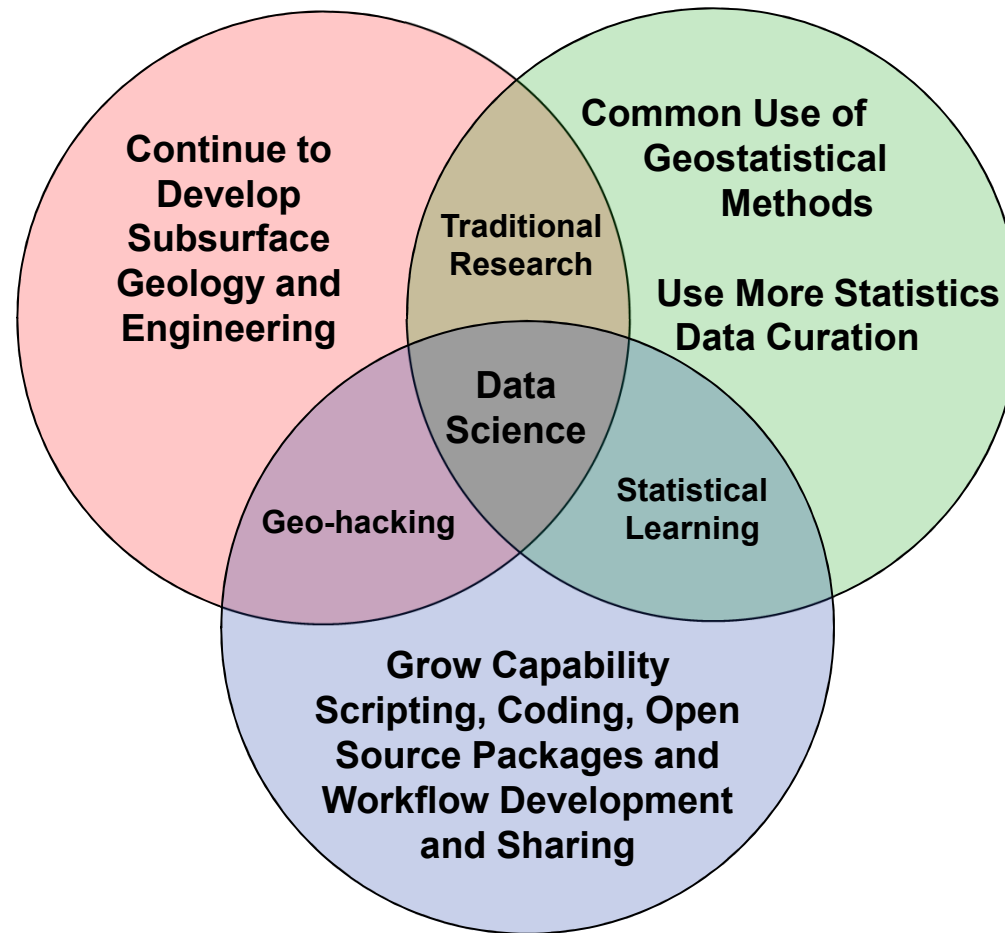 Continue to
Develop
Subsurface
Geology and
Engineering
Common Use of
Geostatistical
Methods
Use More Statistics
Data Curation
Traditional
Research
Data
Science
Geo-hacking
Statistical
Learning
Grow Capability
Scripting, Coding, Open
Source Packages and
Workflow Development
and Sharing